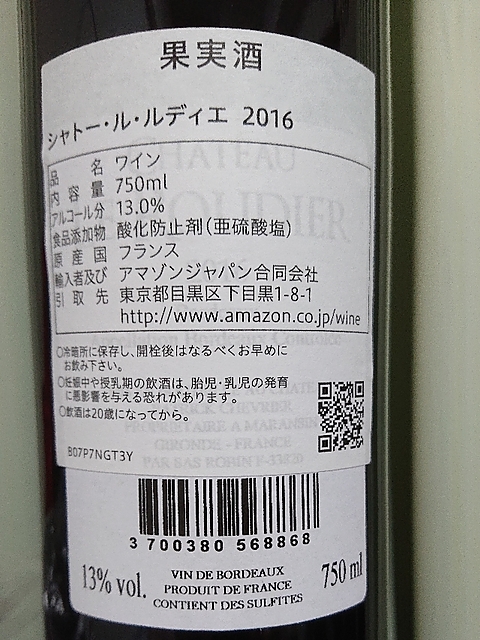 果実酒
シャトー・ル・ルディエ 2016
品名 ワイン
内容量 750ml
アルコール分 13.0%
食品添加物 酸化防止剤(亜硫酸塩)
原産国 フランス
輸入者及び アマゾンジャパン合同会社
引取先 東京都目黒区下目黒1-8-1
http://www.amazon.co.jp/wine
○冷暗所に保存し、開栓後はなるべくお早めに
お飲み下さい。
○妊娠中や授乳期の飲酒は、胎児・乳児の発育
に悪影響を与える恐れがあります。
○飲酒は20歳になってから。
B07P7NGT3Y
3 700380 568868
13% vol.
VIN DE BORDEAUX
PRODUIT DE FRANCE
CONTIENT DES SULFITES
750 ml